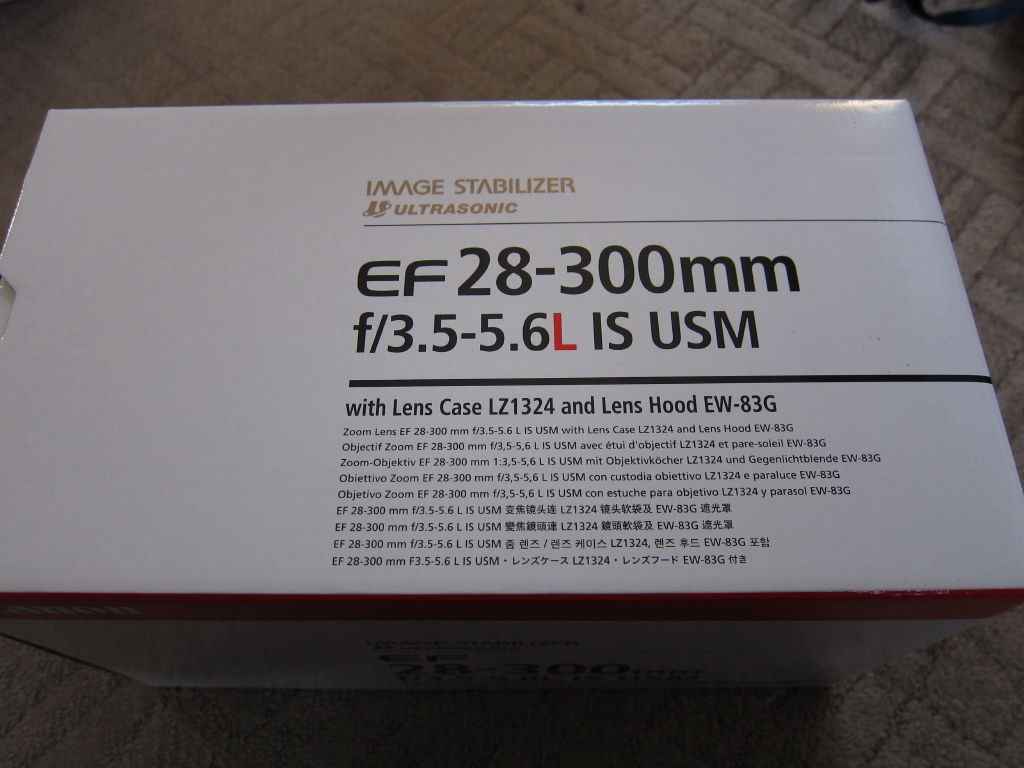 IMAGE STABILIZER
ULTRASONIC
EF 28-300mm
f/3.5-5.6L IS USM
with Lens Case LZ1324 and Lens Hood EW-83G
Zoom Lens EF 28-300 mm f/3.5-5.6 L IS USM with Lens Case LZ1324 and Lens Hood EW-83G
Objectif Zoom EF 28-300 mm f/3,5-5,6 L IS USM avec étui d'objectif LZ1324 et pare-soleil EW-83G
Zoom-Objektiv EF 28-300 mm 1:3,5-5,6 L IS USM mit Objektivköcher LZ1324 und Gegenlichtblende EW-83G
Obiettivo Zoom EF 28-300 mm f/3,5-5,6 L IS USM con custodia obiettivo LZ1324 e paraluce EW-83G
Objetivo Zoom EF 28-300 mm f/3,5-5,6 L IS USM con estuche para objetivo LZ1324 y parasol EW-83G
EF 28-300 mm f/3.5-5.6 L IS USM 变焦镜头连 LZ1324 镜头软袋及 EW-83G 遮光罩
EF 28-300 mm f/3.5-5.6 L IS USM 變焦鏡頭連 LZ1324 鏡頭軟袋及 EW-83G 遮光罩
EF 28-300 mm f/3.5-5.6 L IS USM 줌 렌즈 / 렌즈 케이스 LZ1324, 렌즈 후드 EW-83G 포함
EF 28-300 mm F3.5-5.6 L IS USM・レンズケース LZ1324・レンズフード EW-83G 付き
IMAGE STABILIZER
ULTRASONIC
EF
28-300mm